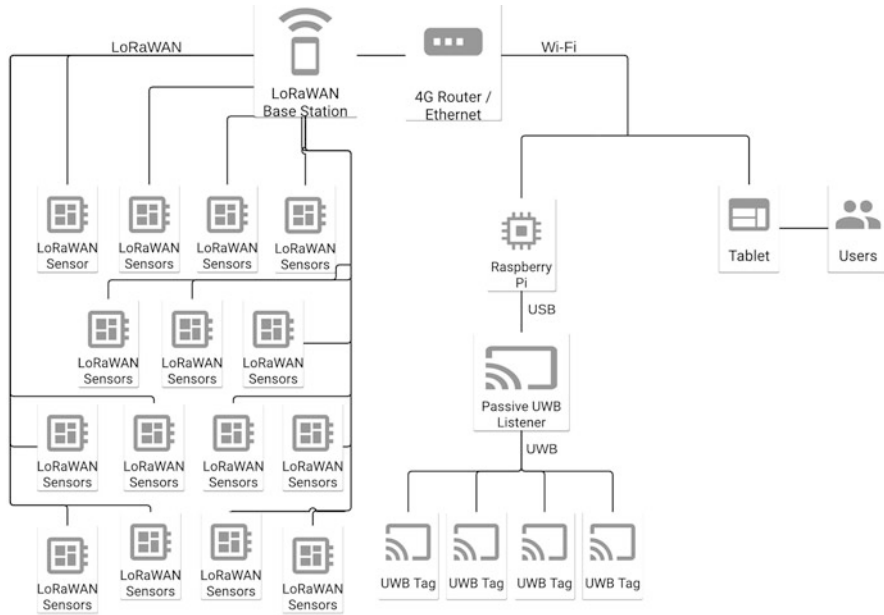 LoRaWAN
Wi-Fi
LoRaWAN
Base Station
4G Router /
Ethernet
LoRaWAN
Sensor
LoRaWAN
Sensors
LoRaWAN
Sensors
LoRaWAN
Sensors
Raspberry
Pi
Tablet
Users
USB
LoRaWAN
Sensors
LoRaWAN
Sensors
LoRaWAN
Sensors
Passive UWB
Listener
UWB
LoRaWAN
Sensors
LoRaWAN
Sensors
LoRaWAN
Sensors
LoRaWAN
Sensors
LoRaWAN
Sensors
LoRaWAN
Sensors
LoRaWAN
Sensors
LoRaWAN
Sensors
UWB Tag
UWB Tag
UWB Tag
UWB Tag